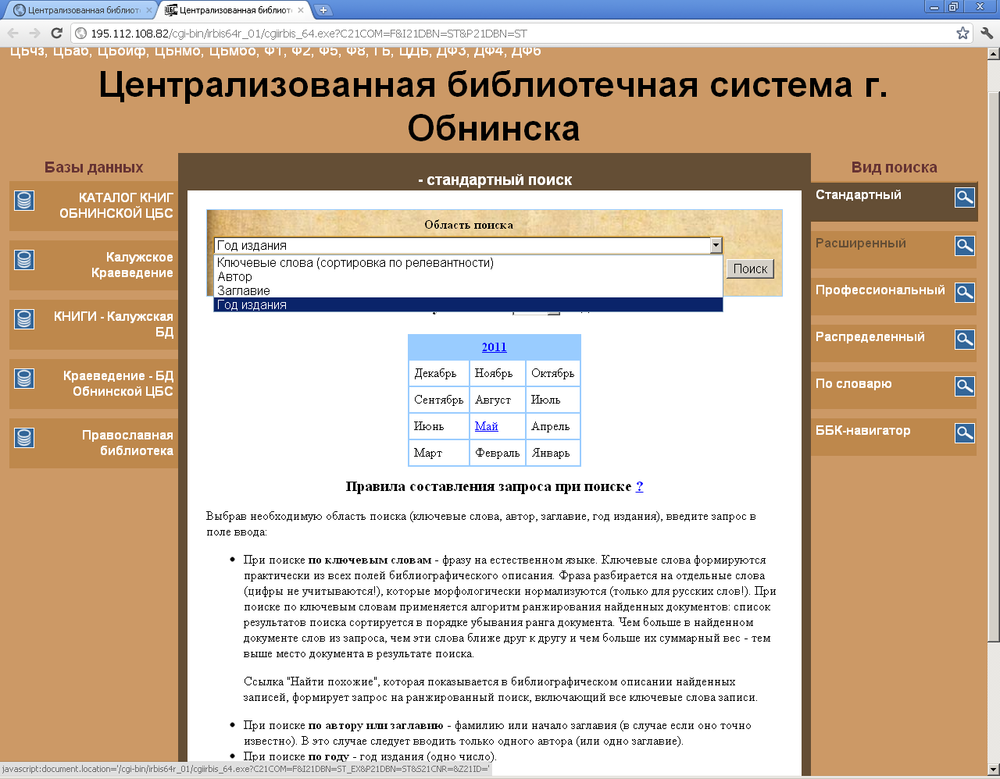 Централизованная библиот
Централизованная библиот
195.112.108.82/cgi-bin/irbis64r_01/cgiirbis_64.exe?C21COM=F&I21DBN=ST&P21DBN=ST
ЦБчз, ЦБаб, ЦБоиф, ЦБнмо, ЦБмбо, Ф1, Ф2, Ф5, Ф8, ГБ, ЦДБ, ДФ3, ДФ4, ДФ6
Централизованная библиотечная система г.
Обнинска
Базы данных
КАТАЛОГ КНИГ
ОБНИНСКОЙ ЦБС
Калужское
Краеведение
КНИГИ - Калужская
БД
Краеведение - БД
Обнинской ЦБС
Православная
библиотека
- стандартный поиск
Область поиска
Год издания
Ключевые слова (сортировка по релевантности)
Автор
Заглавие
Год издания
Поиск
2011
Декабрь Ноябрь Октябрь
Сентябрь Август Июль
Июнь Май Апрель
Март Февраль Январь
Правила составления запроса при поиске ?
Выбрав необходимую область поиска (ключевые слова, автор, заглавие, год издания), введите запрос в
поле ввода:
При поиске по ключевым словам - фразу на естественном языке. Ключевые слова формируются
практически из всех полей библиографического описания. Фраза разбирается на отдельные слова
(цифры не учитываются!), которые морфологически нормализуются (только для русских слов!). При
поиске по ключевым словам применяется алгоритм ранжирования найденных документов: список
результатов поиска сортируется в порядке убывания ранга документа. Чем больше в найденном
документе слов из запроса, чем эти слова ближе друг к другу и чем больше их суммарный вес - тем
выше место документа в результате поиска.
Ссылка "Найти похожие", которая показывается в библиографическом описании найденных
записей, формирует запрос на ранжированный поиск, включающий все ключевые слова записи.
При поиске по автору или заглавию - фамилию или начало заглавия (в случае если оно точно
известно). В это случае следует вводить только одного автора (или одно заглавие).
При поиске по году - год издания (одно число).
Вид поиска
Стандартный
Расширенный
Профессиональный
Распределенный
По словарю
ББК-навигатор
javascript:document.location='/cgi-bin/irbis64r_01/cgiirbis_64.exe?C21COM=F&I21DBN=ST_EX&P21DBN=ST&S21CNR=&Z21ID='